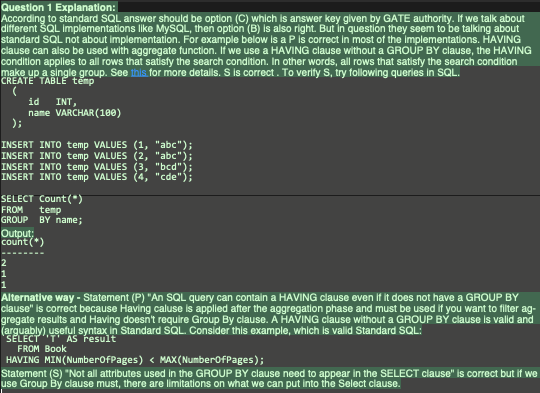 Question 1 Explanation:
According to standard SQL answer should be option (C) which is answer key given by GATE authority. If we talk about
different SQL implementations like MySQL, then option (B) is also right. But in question they seem to be talking about
standard SQL not about implementation. For example below is a P is correct in most of the implementations. HAVING
clause can also be used with aggregate function. If we use a HAVING clause without a GROUP BY clause, the HAVING
condition applies to all rows that satisfy the search condition. In other words, all rows that satisfy the search condition
make up a single group. See this for more details. S is correct . To verify S, try following queries in SQL.
CREATE TABLE temp
(
id INT,
name VARCHAR(100)
);
INSERT INTO temp VALUES (1, "abc");
INSERT INTO temp VALUES (2, "abc");
INSERT INTO temp VALUES (3, "bcd");
INSERT INTO temp VALUES (4, "cde");
SELECT Count(*)
FROM temp
GROUP BY name;
Output:
count(*)
--------
2
1
1
Alternative way - Statement (P) "An SQL query can contain a HAVING clause even if it does not have a GROUP BY
clause" is correct because Having calule is applied after the aggregation phase and must be used if you want to filter ag-
gregate results and Having doesn't require Group By clause. A HAVING clause without a GROUP BY clause is valid and
(arguably) useful syntax in Standard SQL. Consider this example, which is valid Standard SQL:
SELECT 'T' AS result
FROM Book
HAVING MIN(NumberOfPages) < MAX(NumberOfPages);
Statement (S) "Not all attributes used in the GROUP BY clause need to appear in the SELECT clause" is correct but if we
use Group By clause must, there are limitations on what we can put into the Select clause.